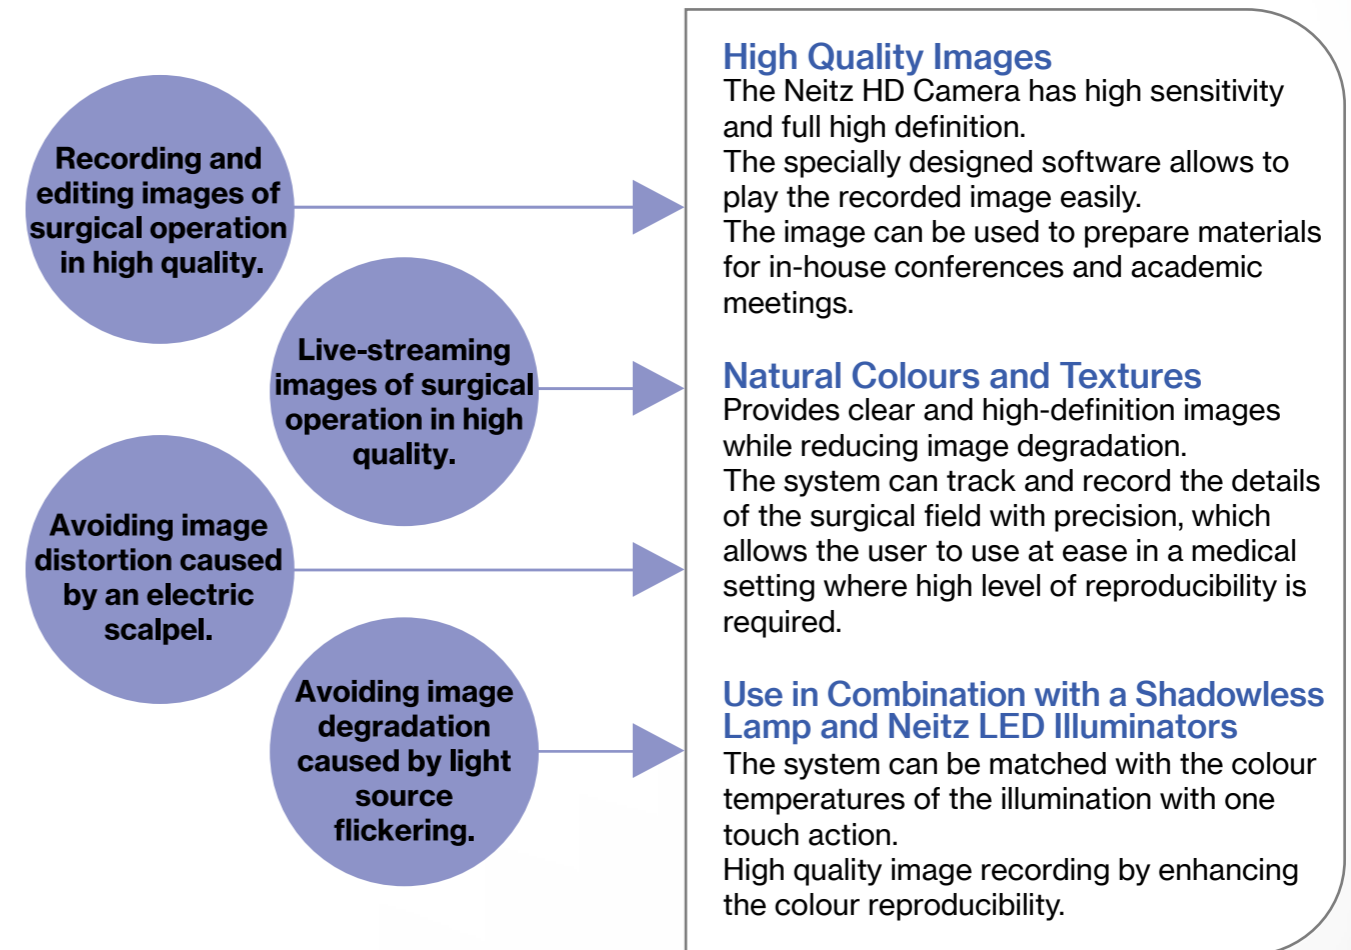 Recording and
editing images of
surgical operation
in high quality.
Live-streaming
images of surgical
operation in high
quality.
Avoiding image
distortion caused
by an electric
scalpel.
Avoiding image
degradation
caused by light
source
flickering.
High Quality Images
The Neitz HD Camera has high sensitivity
and full high definition.
The specially designed software allows to
play the recorded image easily.
The image can be used to prepare materials
for in-house conferences and academic
meetings.
Natural Colours and Textures
Provides clear and high-definition images
while reducing image degradation.
The system can track and record the details
of the surgical field with precision, which
allows the user to use at ease in a medical
setting where high level of reproducibility is
required.
Use in Combination with a Shadowless
Lamp and Neitz LED Illuminators
The system can be matched with the colour
temperatures of the illumination with one
touch action.
High quality image recording by enhancing
the colour reproducibility.